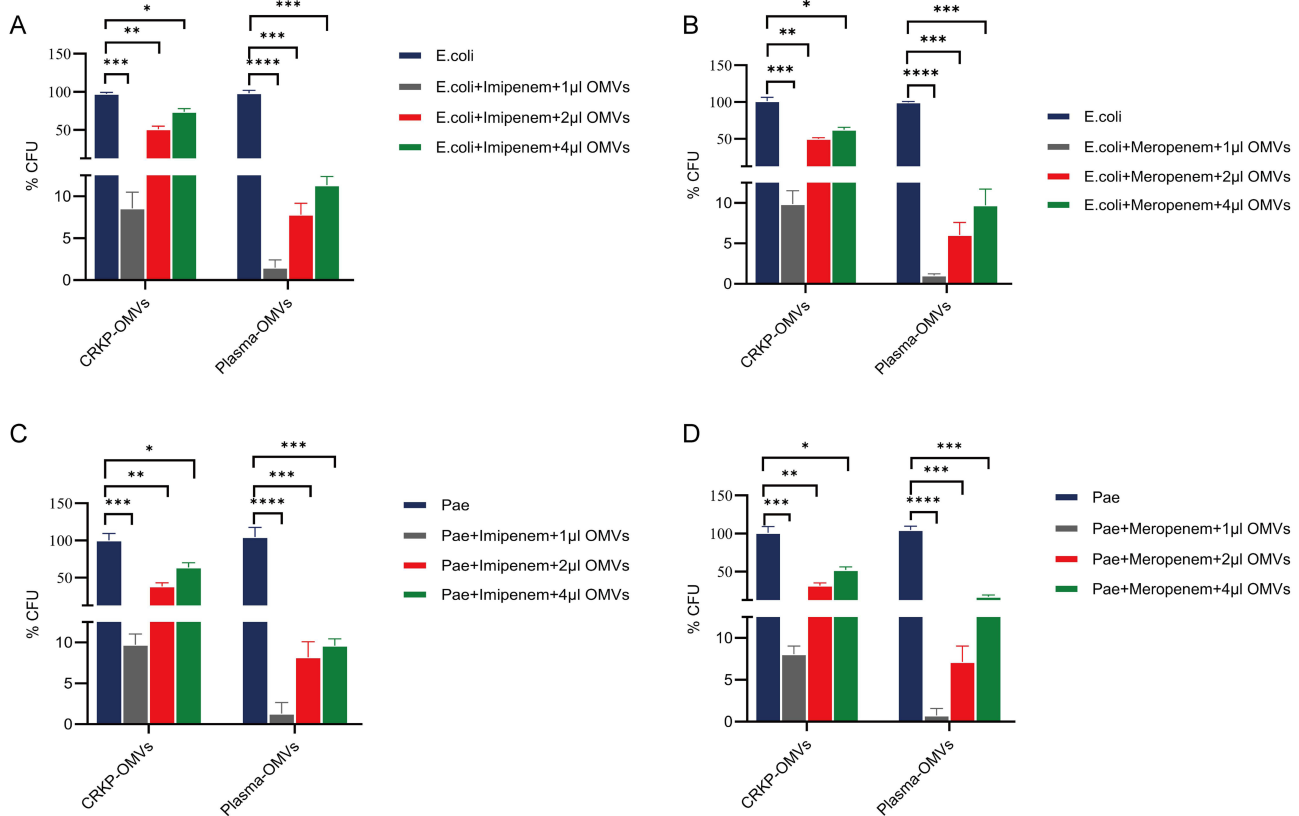 A
*
**
***
***
***
****
% CFU
150
100
50
10
5
0
CRKP-OMVs
Plasma-OMVs
E.coli
E.coli+Imipenem+1μl OMVs
E.coli+Imipenem+2μl OMVs
E.coli+Imipenem+4μl OMVs
B
*
**
***
***
***
****
% CFU
150
100
50
10
5
0
CRKP-OMVs
Plasma-OMVs
E.coli
E.coli+Meropenem+1μl OMVs
E.coli+Meropenem+2μl OMVs
E.coli+Meropenem+4μl OMVs
C
*
**
***
***
***
****
% CFU
150
100
50
10
5
0
CRKP-OMVs
Plasma-OMVs
Pae
Pae+Imipenem+1μl OMVs
Pae+Imipenem+2μl OMVs
Pae+Imipenem+4μl OMVs
D
*
**
***
***
***
****
% CFU
150
100
50
10
5
0
CRKP-OMVs
Plasma-OMVs
Pae
Pae+Meropenem+1μl OMVs
Pae+Meropenem+2μl OMVs
Pae+Meropenem+4μl OMVs